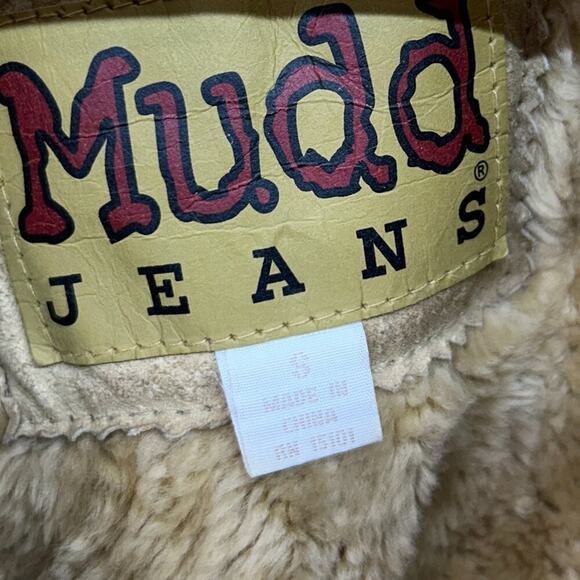 Mudd®
JEANS
S
MADE IN
CHINA
RN 15101